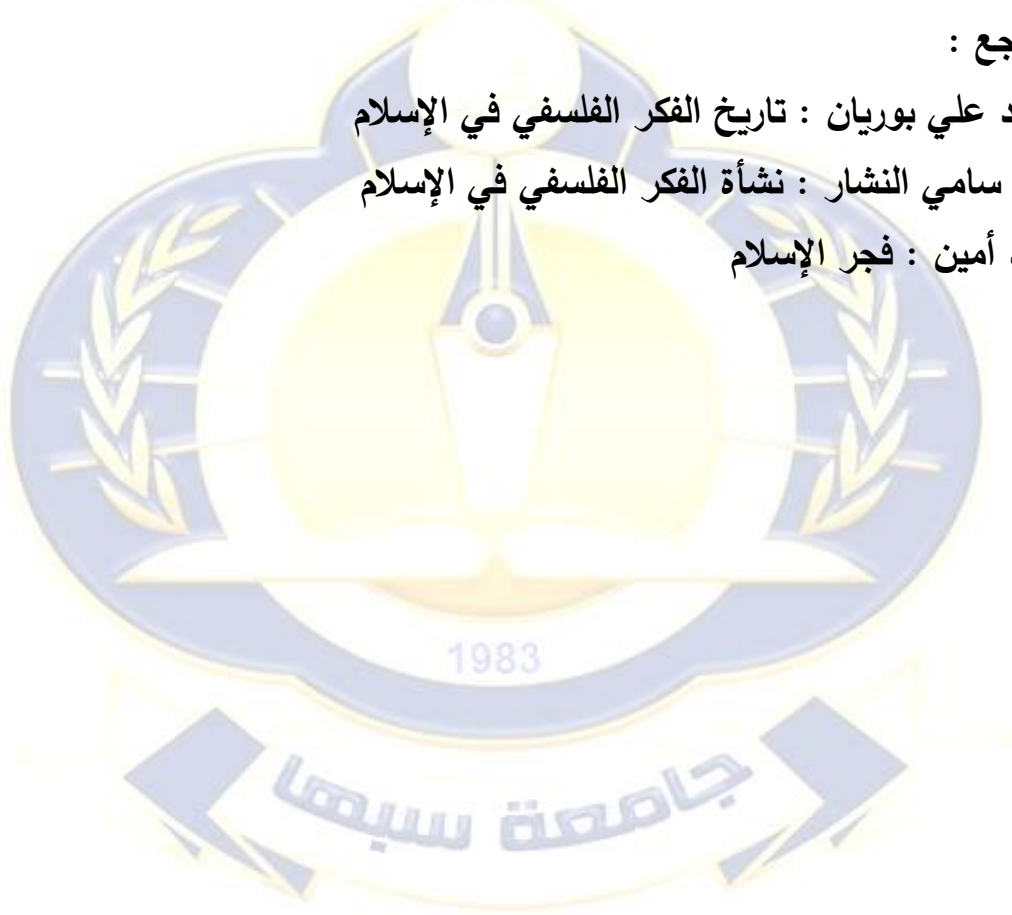 جع :
د علي بوريان : تاريخ الفكر الفلسفي في الإسلام
سامي النشار : نشأة الفكر الفلسفي في الإسلام
أمين : فجر الإسلام
1983
جامعة سبها